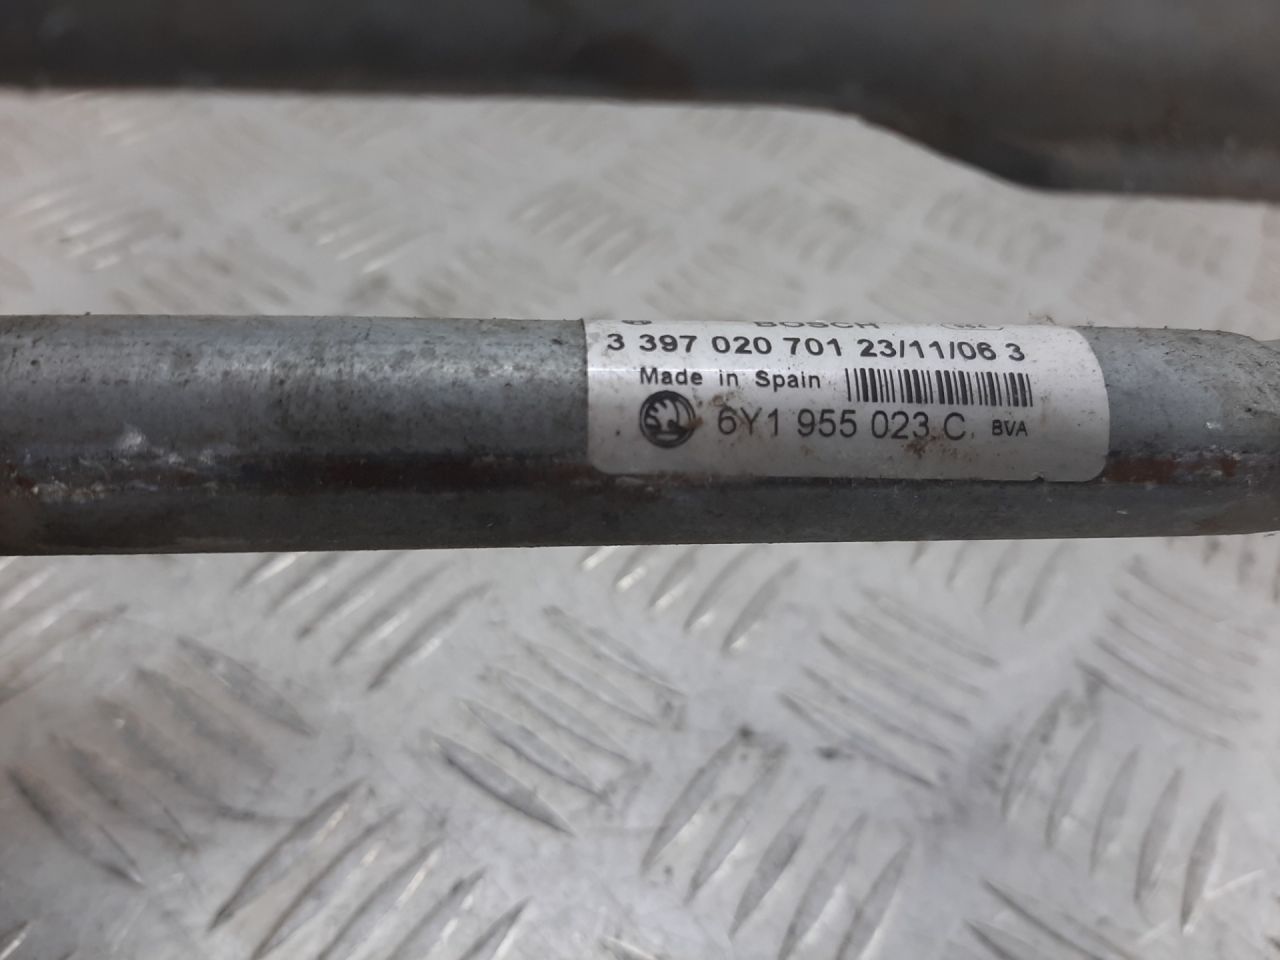 BOSCH
3 397 020 701 23/11/06 3
Made in Spain
6Y1 955 023 C BVA